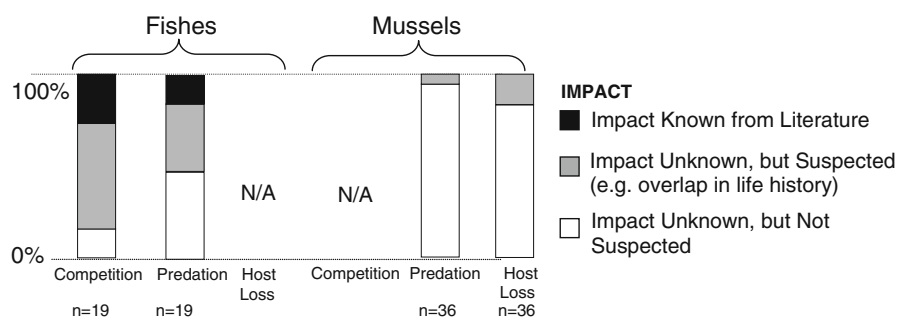 Fishes
Mussels
100%
0%
N/A
N/A
Competition
Predation
Host
Loss
Competition
Predation
Host
Loss
n=19
n=19
n=36
n=36
IMPACT
Impact Known from Literature
Impact Unknown, but Suspected
(e.g. overlap in life history)
Impact Unknown, but Not
Suspected